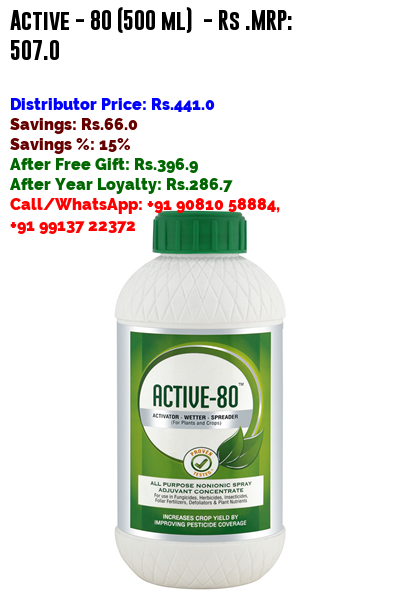 Active - 80 (500 ml) - Rs .MRP:
507.0
Distributor Price: Rs.441.0
Savings: Rs.66.0
Savings %: 15%
After Free Gift: Rs.396.9
After Year Loyalty: Rs.286.7
Call/WhatsApp: +91 90810 58884,
+91 99137 22372
ACTIVE-80™
ACTIVATOR - WETTER - SPREADER
(For Plants and Crops)
PROVEN
ALL PURPOSE NONIONIC SPRAY
ADJUVANT CONCENTRATE
For use in Fungicides, Herbicides, Insecticides,
Foliar Fertilizers, Defoliators & Plant Nutrients
INCREASES CROP YIELD BY
IMPROVING PESTICIDE COVERAGE